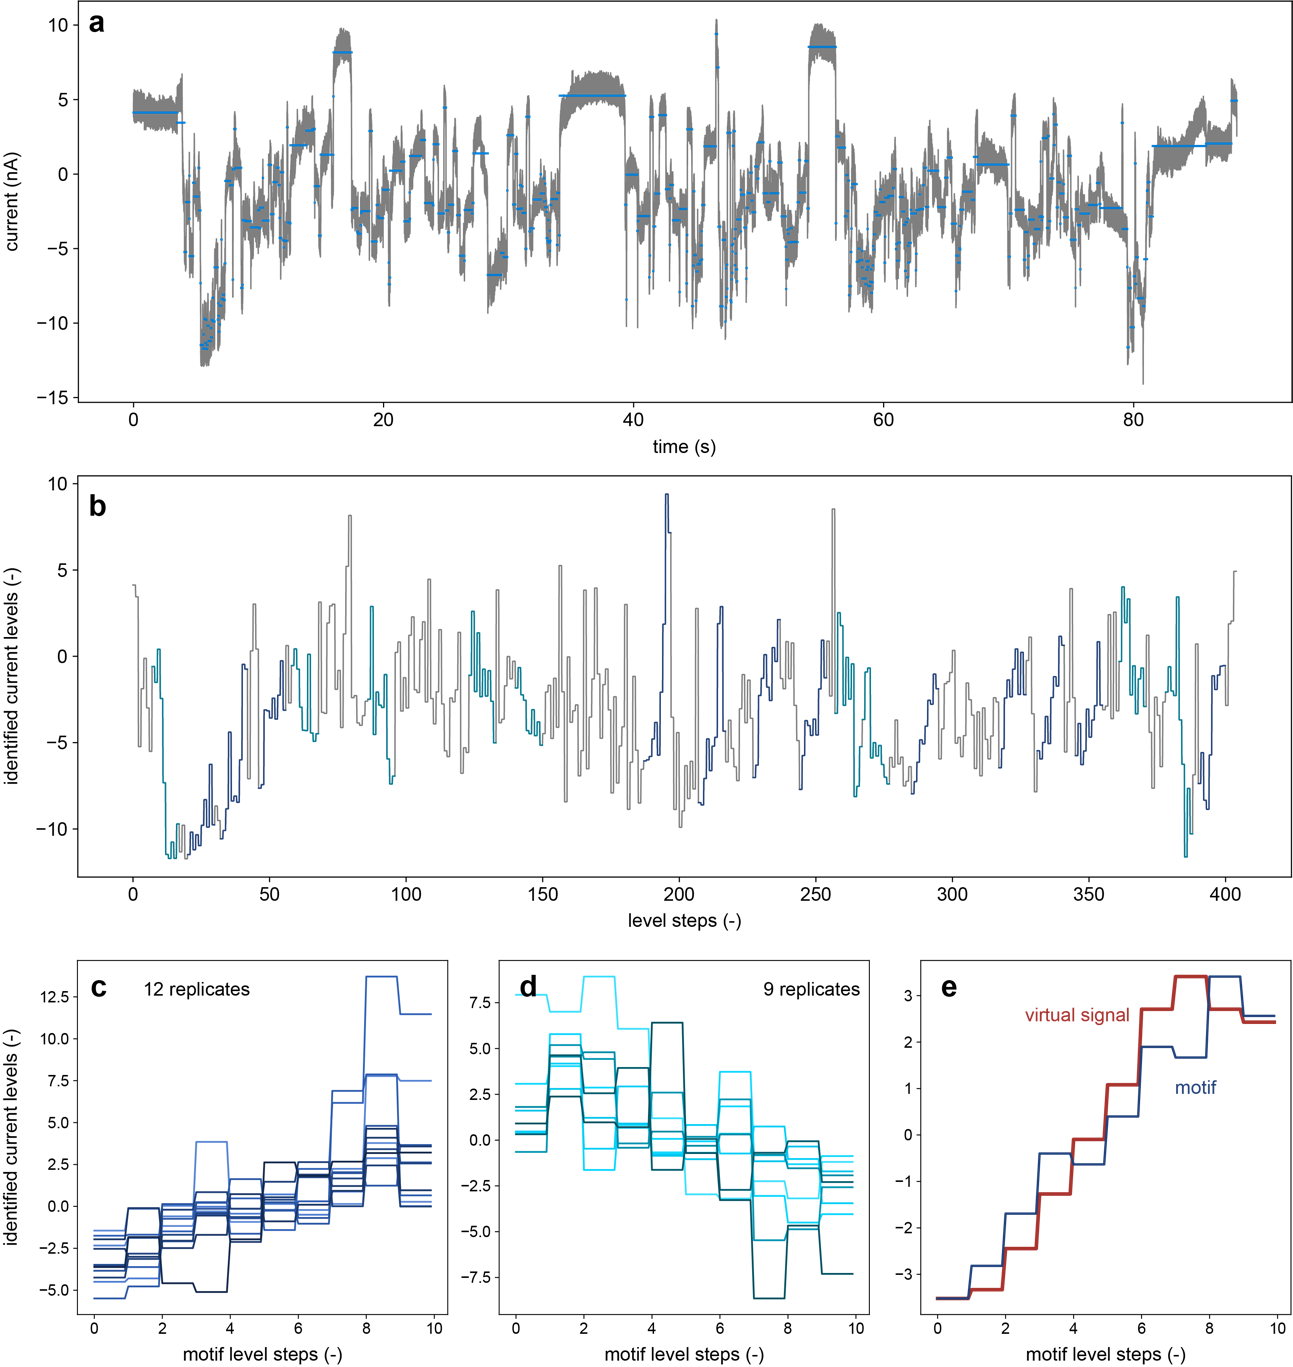 a
10
5
0
−5
−10
−15
current (nA)
0 20 40 60 80
time (s)
b
10
5
0
−5
−10
identified current levels (-)
0 50 100 150 200 250 300 350 400
level steps (-)
c 12 replicates
12.5
10.0
7.5
5.0
2.5
0.0
−2.5
−5.0
identified current levels (-)
0 2 4 6 8 10
motif level steps (-)
d 9 replicates
7.5
5.0
2.5
0.0
−2.5
−5.0
−7.5
0 2 4 6 8 10
motif level steps (-)
e
virtual signal
motif
3
2
1
0
−1
−2
−3
0 2 4 6 8 10
motif level steps (-)